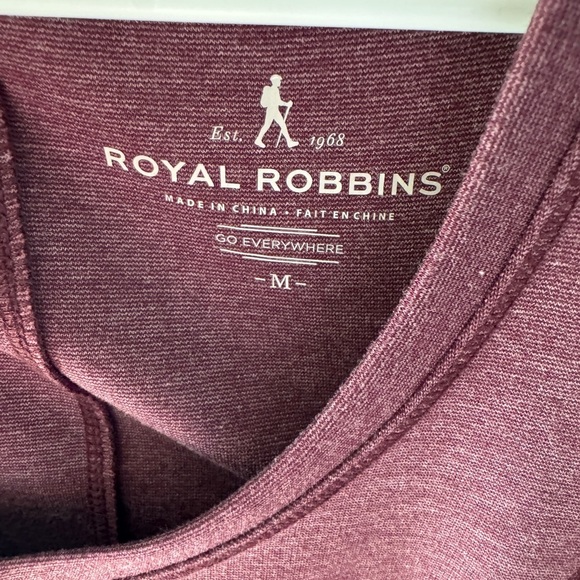 Est. 1968
ROYAL ROBBINS®
MADE IN CHINA • FAIT EN CHINE
GO EVERYWHERE
– M –